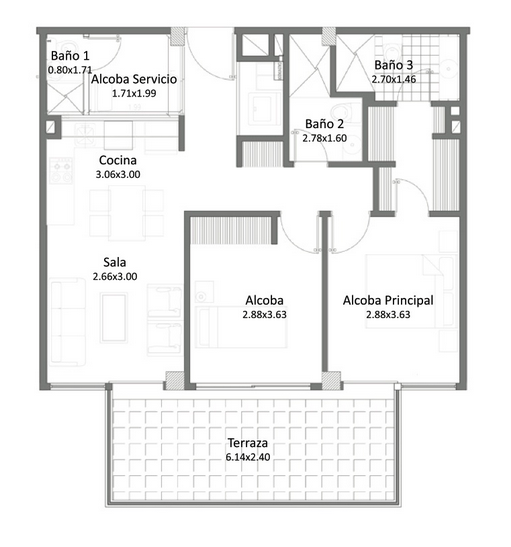 Baño 1
0.80x1.71
Alcoba Servicio
1.71x1.99
Baño 3
2.70x1.46
Baño 2
2.78x1.60
Cocina
3.06x3.00
Sala
2.66x3.00
Alcoba
2.88x3.63
Alcoba Principal
2.88x3.63
Terraza
6.14x2.40